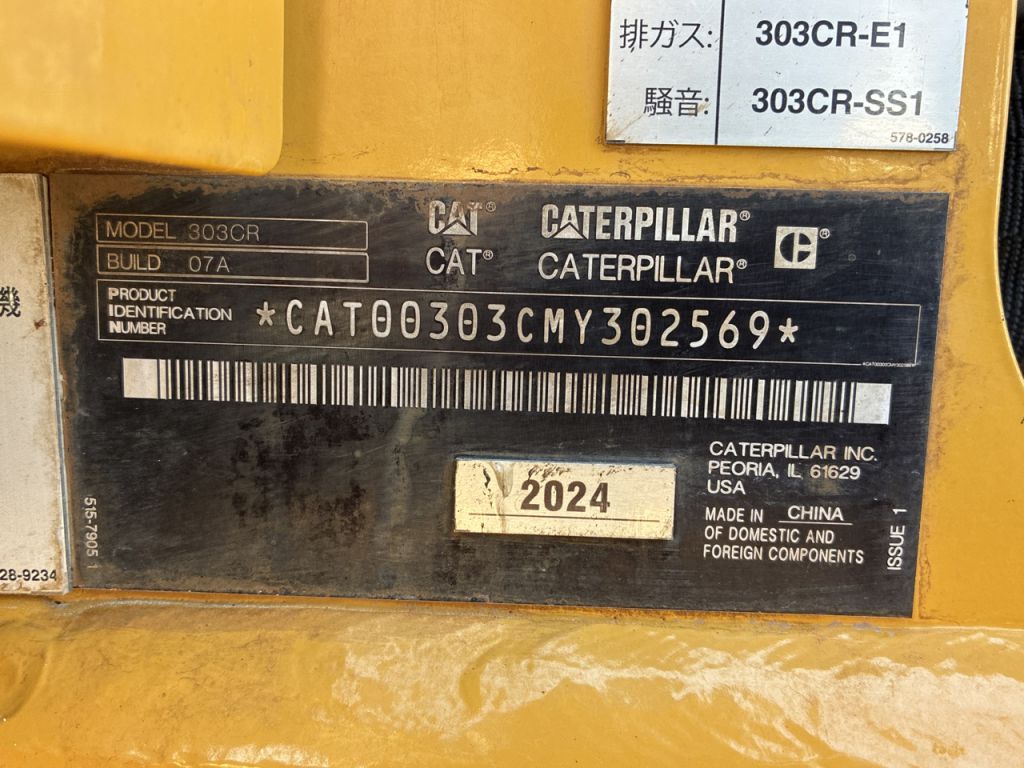 排ガス: 303CR-E1
騒音: 303CR-SS1
578-0258
MODEL 303CR
BUILD 07A
CAT® CATERPILLAR® C®
CAT® CATERPILLAR®
PRODUCT
IDENTIFICATION
NUMBER
*CAT00303CMY302569*
CATERPILLAR INC.
PEORIA, IL 61629
USA
2024
MADE IN CHINA
OF DOMESTIC AND
FOREIGN COMPONENTS
ISSUE 1
515-7905 1
機
28-9234